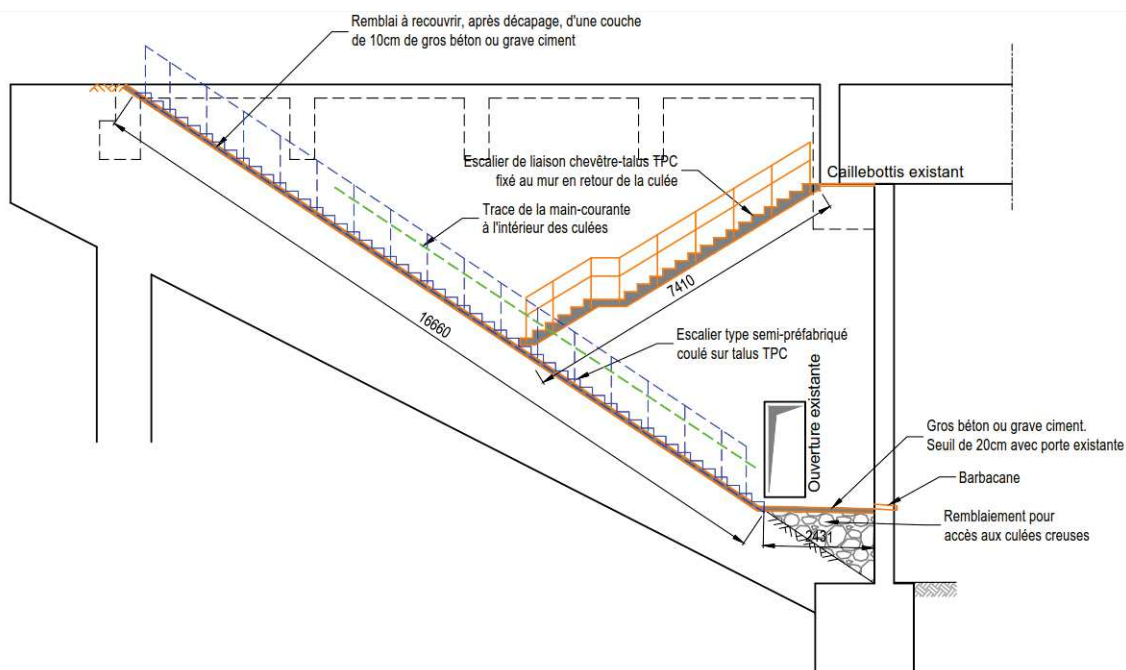 Remblai à recouvrir, après décapage, d'une couche
de 10cm de gros béton ou grave ciment
Escalier de liaison chevêtre-talus TPC
fixé au mur en retour de la culée
Caillebottis existant
Trace de la main-courante
à l'intérieur des culées
7410
16660
Escalier type semi-préfabriqué
coulé sur talus TPC
Ouverture existante
Gros béton ou grave ciment.
Seuil de 20cm avec porte existante
Barbacane
Remblaiement pour
accès aux culées creuses
2431